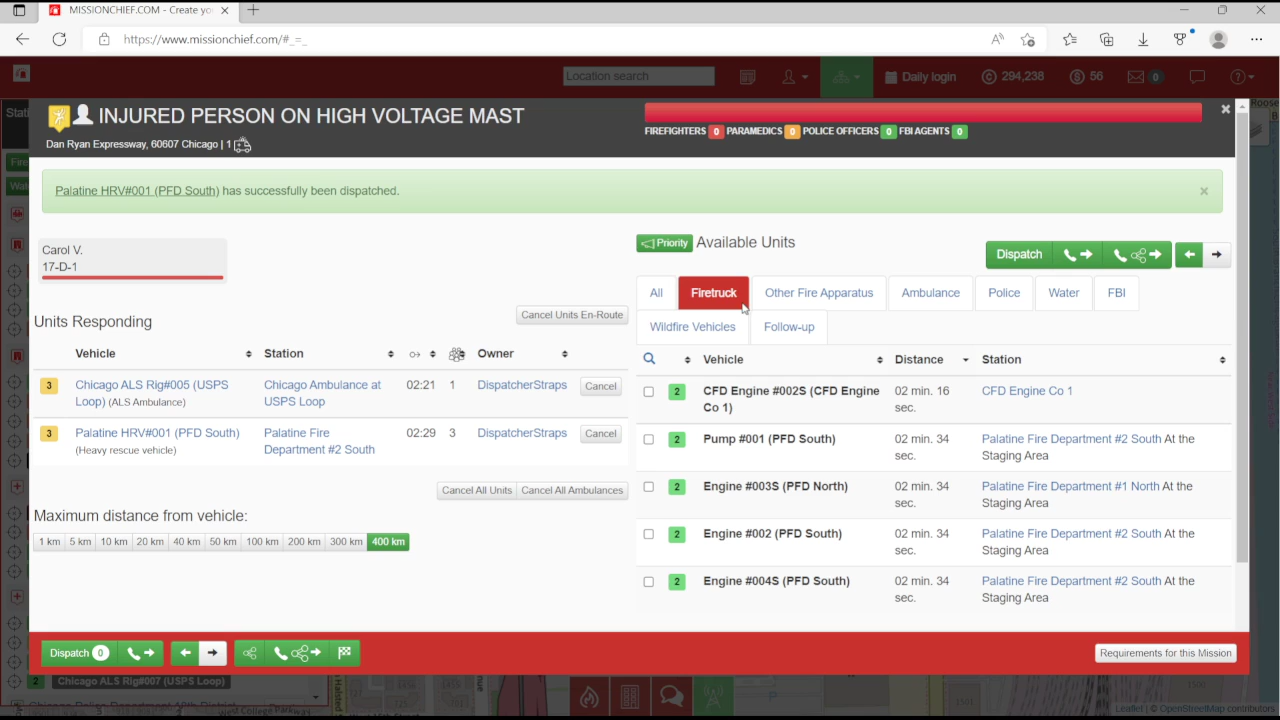 MISSIONCHIEF.COM - Create yo
https://www.missionchief.com/#_=_
Location search
Daily login
294,238
56
0
INJURED PERSON ON HIGH VOLTAGE MAST
Dan Ryan Expressway, 60607 Chicago | 1
FIREFIGHTERS 0 PARAMEDICS 0 POLICE OFFICERS 0 FBI AGENTS 0
Palatine HRV#001 (PFD South) has successfully been dispatched.
Carol V.
17-D-1
Units Responding
Cancel Units En-Route
Vehicle Station Owner
3 Chicago ALS Rig#005 (USPS Loop) (ALS Ambulance) Chicago Ambulance at USPS Loop 02:21 1 DispatcherStraps Cancel
3 Palatine HRV#001 (PFD South) (Heavy rescue vehicle) Palatine Fire Department #2 South 02:29 3 DispatcherStraps Cancel
Cancel All Units Cancel All Ambulances
Maximum distance from vehicle:
1 km 5 km 10 km 20 km 40 km 50 km 100 km 200 km 300 km 400 km
Priority Available Units
Dispatch
All Firetruck Other Fire Apparatus Ambulance Police Water FBI
Wildfire Vehicles Follow-up
Vehicle Distance Station
2 CFD Engine #002S (CFD Engine Co 1) 02 min. 16 sec. CFD Engine Co 1
2 Pump #001 (PFD South) 02 min. 34 sec. Palatine Fire Department #2 South At the Staging Area
2 Engine #003S (PFD North) 02 min. 34 sec. Palatine Fire Department #1 North At the Staging Area
2 Engine #002 (PFD South) 02 min. 34 sec. Palatine Fire Department #2 South At the Staging Area
2 Engine #004S (PFD South) 02 min. 34 sec. Palatine Fire Department #2 South At the Staging Area
Dispatch 0
Requirements for this Mission
2 Chicago ALS Rig#007 (USPS Loop)
Leaflet | © OpenStreetMap contributors